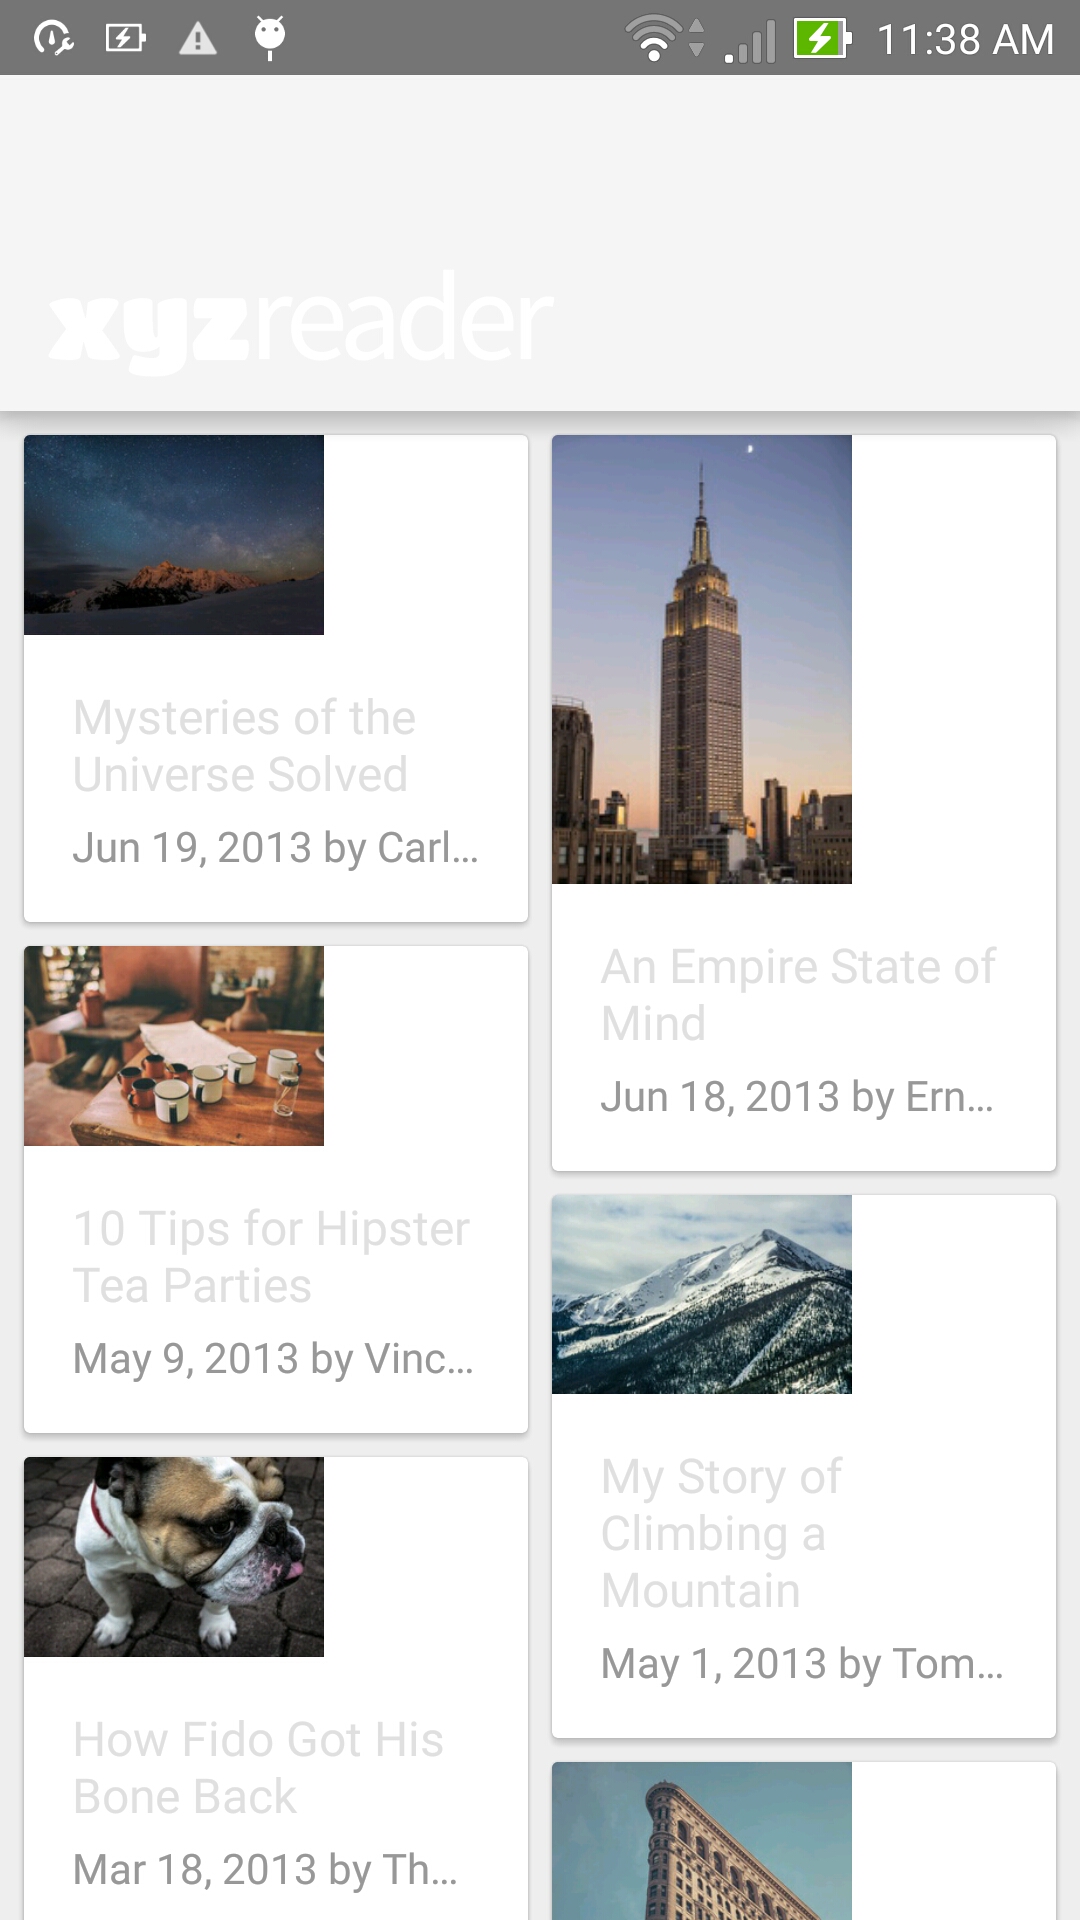 11:38 AM
xyzreader
Mysteries of the
Universe Solved
Jun 19, 2013 by Carl...
An Empire State of
Mind
Jun 18, 2013 by Ern...
10 Tips for Hipster
Tea Parties
May 9, 2013 by Vinc...
My Story of
Climbing a
Mountain
May 1, 2013 by Tom...
How Fido Got His
Bone Back
Mar 18, 2013 by Th...